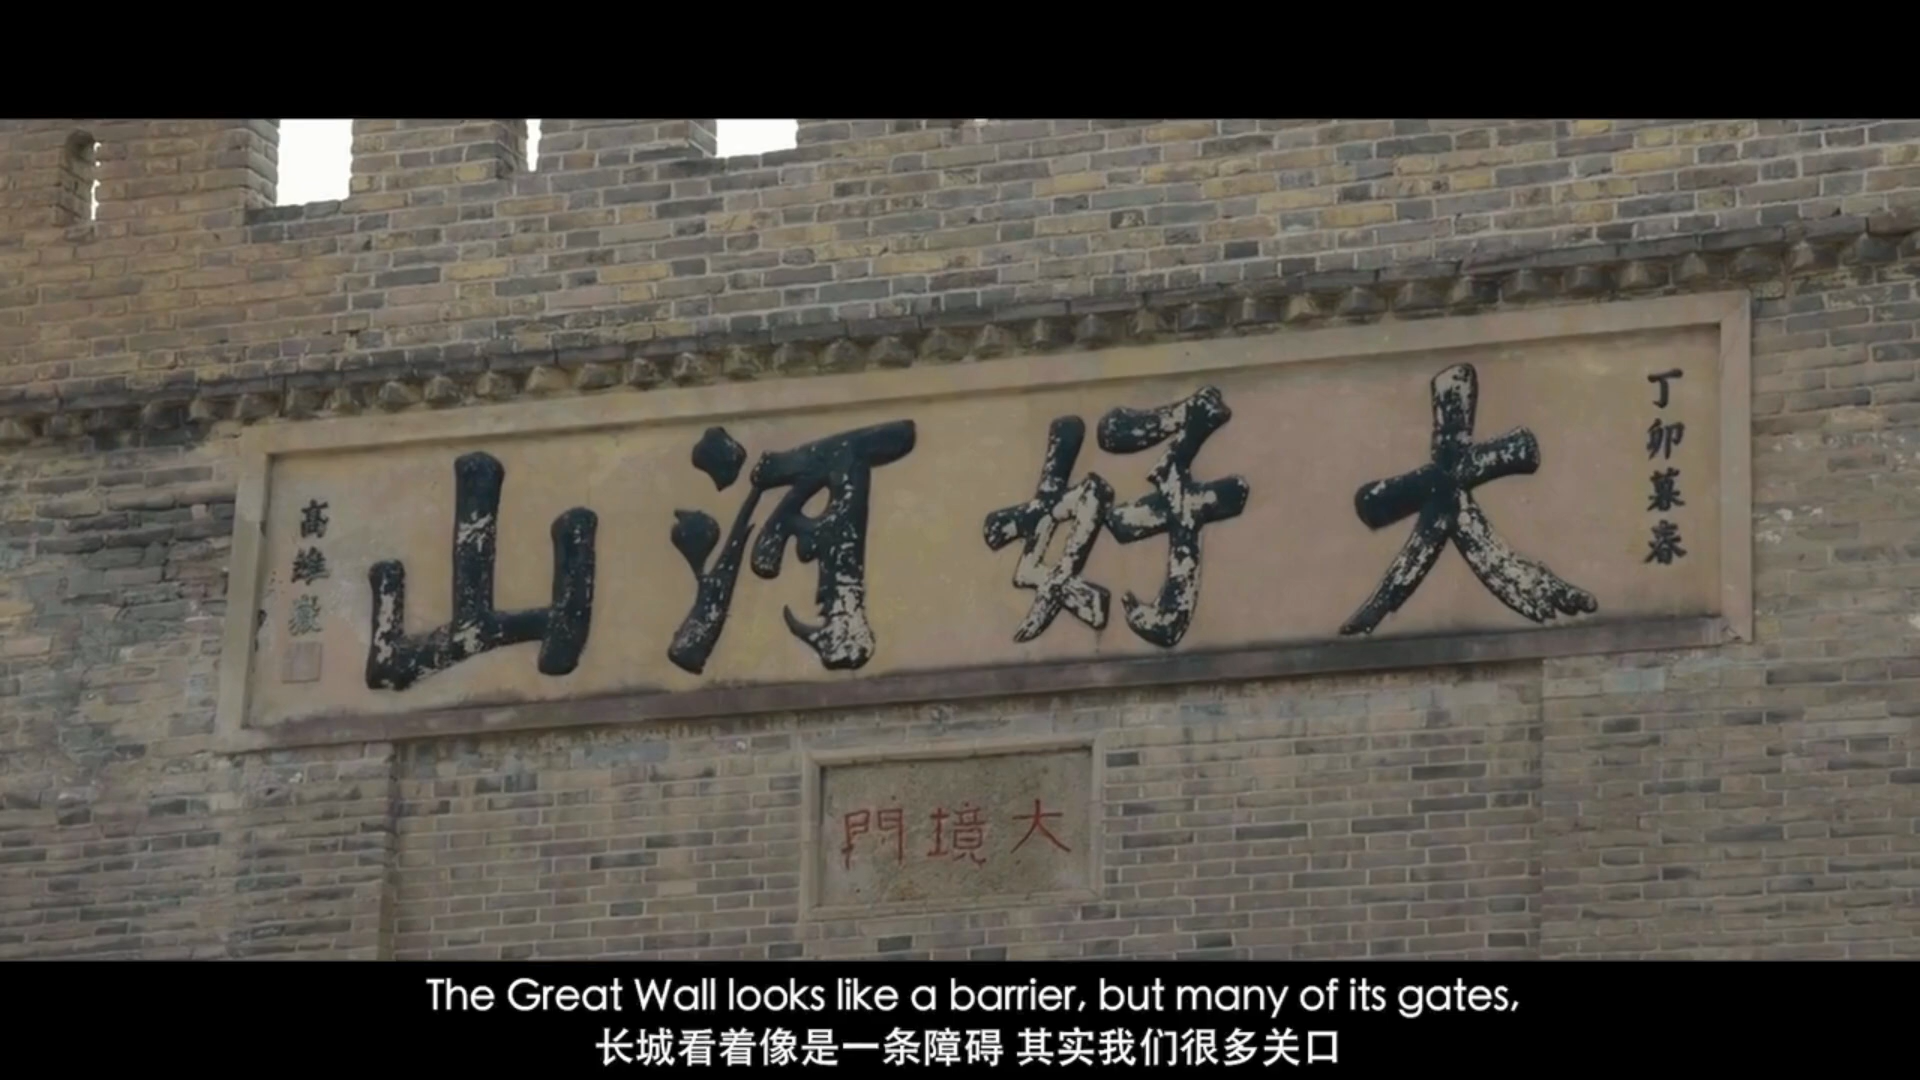 丁卯暮春
大好河山
高維嶽
大境門
The Great Wall looks like a barrier, but many of its gates,
长城看着像是一条障碍 其实我们很多关口